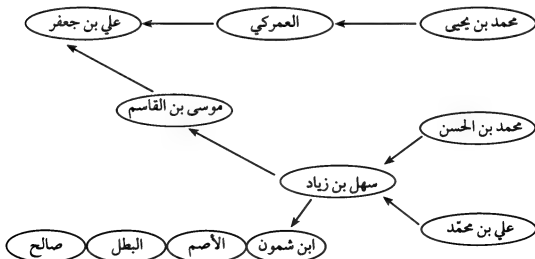 محمد بن يحيى العمركي علي بن جعفر
موسى بن القاسم
محمد بن الحسن
سهل بن زياد
علي بن محمّد
ابن شمون الأصم البطل صالح